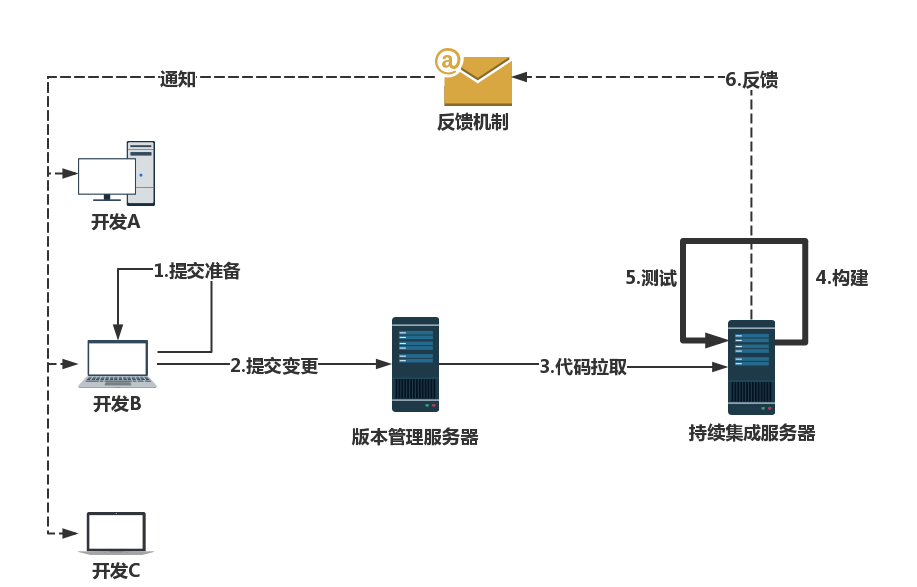 通知
@
6.反馈
反馈机制
开发A
1.提交准备
5.测试
4.构建
2.提交变更
3.代码拉取
开发B
版本管理服务器
持续集成服务器
开发C